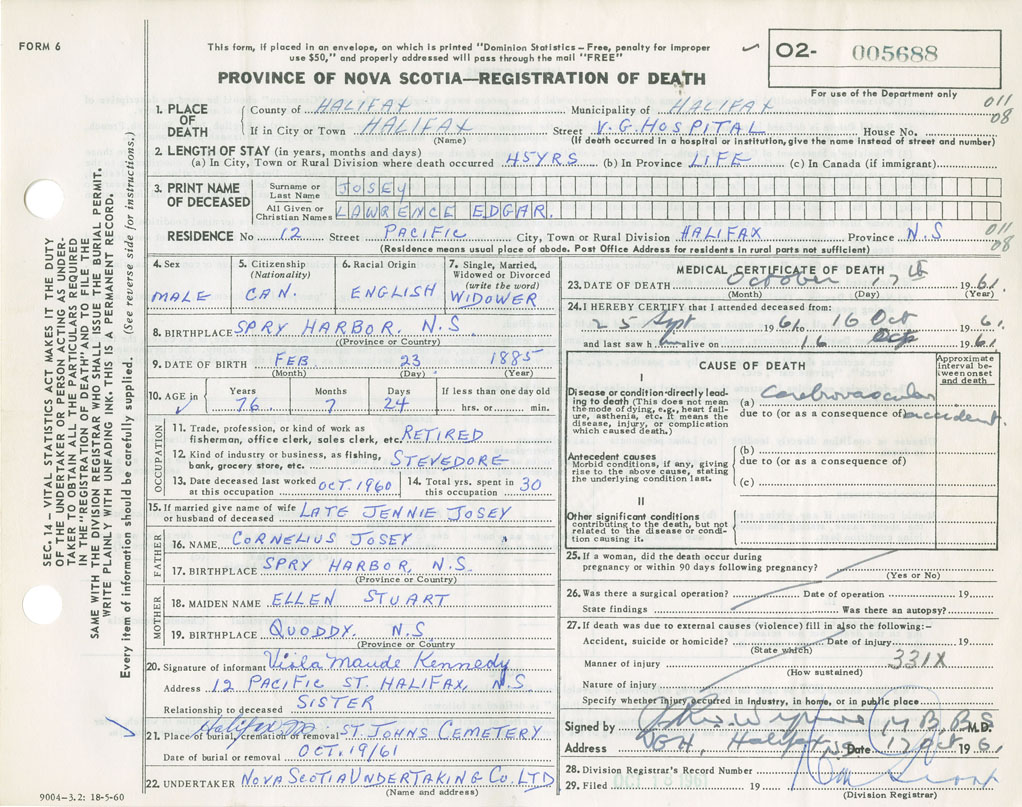 FORM 6
This form, if placed in an envelope, on which is printed "Dominion Statistics – Free, penalty for improper
use $50," and properly addressed will pass through the mail "FREE"
02- 005688
For use of the Department only
PROVINCE OF NOVA SCOTIA—REGISTRATION OF DEATH
011
08
1. PLACE OF DEATH
County of HALIFAX Municipality of HALIFAX
If in City or Town HALIFAX Street V.G. HOSPITAL House No.
(Name) (If death occurred in a hospital or institution, give the name instead of street and number)
2. LENGTH OF STAY (in years, months and days)
(a) In City, Town or Rural Division where death occurred 45 YRS (b) In Province LIFE (c) In Canada (if immigrant)
3. PRINT NAME OF DECEASED
Surname or Last Name JOSEY
All Given or Christian Names LAWRENCE EDGAR.
RESIDENCE No 12 Street PACIFIC City, Town or Rural Division HALIFAX Province N.S
011
08
(Residence means usual place of abode. Post Office Address for residents in rural parts not sufficient)
4. Sex MALE
5. Citizenship (Nationality) CAN.
6. Racial Origin ENGLISH
7. Single, Married, Widowed or Divorced (write the word) WIDOWER
8. BIRTHPLACE SPRY HARBOR, N.S
(Province or Country)
9. DATE OF BIRTH FEB 23 1885
(Month) (Day) (Year)
10. AGE in Years 76 Months 7 Days 24 If less than one day old hrs. or min.
OCCUPATION
11. Trade, profession, or kind of work as
fisherman, office clerk, sales clerk, etc. RETIRED
12. Kind of industry or business, as fishing,
bank, grocery store, etc. STEVEDORE
13. Date deceased last worked at this occupation OCT. 1960
14. Total yrs. spent in this occupation 30
15. If married give name of wife or husband of deceased LATE JENNIE JOSEY
FATHER
16. NAME CORNELIUS JOSEY
17. BIRTHPLACE SPRY HARBOR, N.S.
(Province or Country)
MOTHER
18. MAIDEN NAME ELLEN STUART
19. BIRTHPLACE QUODDY. N.S.
(Province or Country)
20. Signature of informant Viola Maude Kennedy
Address 12 PACIFIC ST. HALIFAX, N.S
Relationship to deceased SISTER
21. Place of burial, cremation or removal Halifax ST. JOHNS CEMETERY
Date of burial or removal OCT. 19/61
22. UNDERTAKER NOVA SCOTIA UNDERTAKING CO. LTD
(Name and address)
MEDICAL CERTIFICATE OF DEATH
23. DATE OF DEATH October 17th 1961
(Month) (Day) (Year)
24. I HEREBY CERTIFY that I attended deceased from:
25 Sept 1961 to 16 Oct 1961
and last saw h alive on 16 1961
CAUSE OF DEATH
Approximate interval between onset and death
I
Disease or condition directly leading to death (This does not mean
the mode of dying, e.g., heart failure, asthenia, etc. It means the
disease, injury, or complication
which caused death.)
(a) Cerebrovascular
due to (or as a consequence of) accident.
Antecedent causes
Morbid conditions, if any, giving
rise to the above cause, stating
the underlying condition last.
(b)
due to (or as a consequence of)
(c)
II
Other significant conditions
contributing to the death, but not
related to the disease or condition causing it.
25. If a woman, did the death occur during
pregnancy or within 90 days following pregnancy?
(Yes or No)
26. Was there a surgical operation? Date of operation 19
State findings Was there an autopsy?
27. If death was due to external causes (violence) fill in also the following:-
Accident, suicide or homicide? Date of injury 19
(State which)
Manner of injury 331X
(How sustained)
Nature of injury
Specify whether injury occurred in Industry, in home, or in public place
Signed by M.B.B.S M.D.
Address VGH, Halifax N.S. Date 17 Oct 1961
28. Division Registrar's Record Number
29. Filed 19
(Division Registrar)
SEC. 14 – VITAL STATISTICS ACT MAKES IT THE DUTY
OF THE UNDERTAKER OR PERSON ACTING AS UNDER-
TAKER TO OBTAIN ALL THE PARTICULARS REQUIRED
IN THE "REGISTRATION OF DEATH" AND TO FILE THE
SAME WITH THE DIVISION REGISTRAR WHO SHALL ISSUE THE BURIAL PERMIT.
WRITE PLAINLY WITH UNFADING INK. THIS IS A PERMANENT RECORD.
Every item of information should be carefully supplied. (See reverse side for instructions.)
9004-3.2: 18-5-60